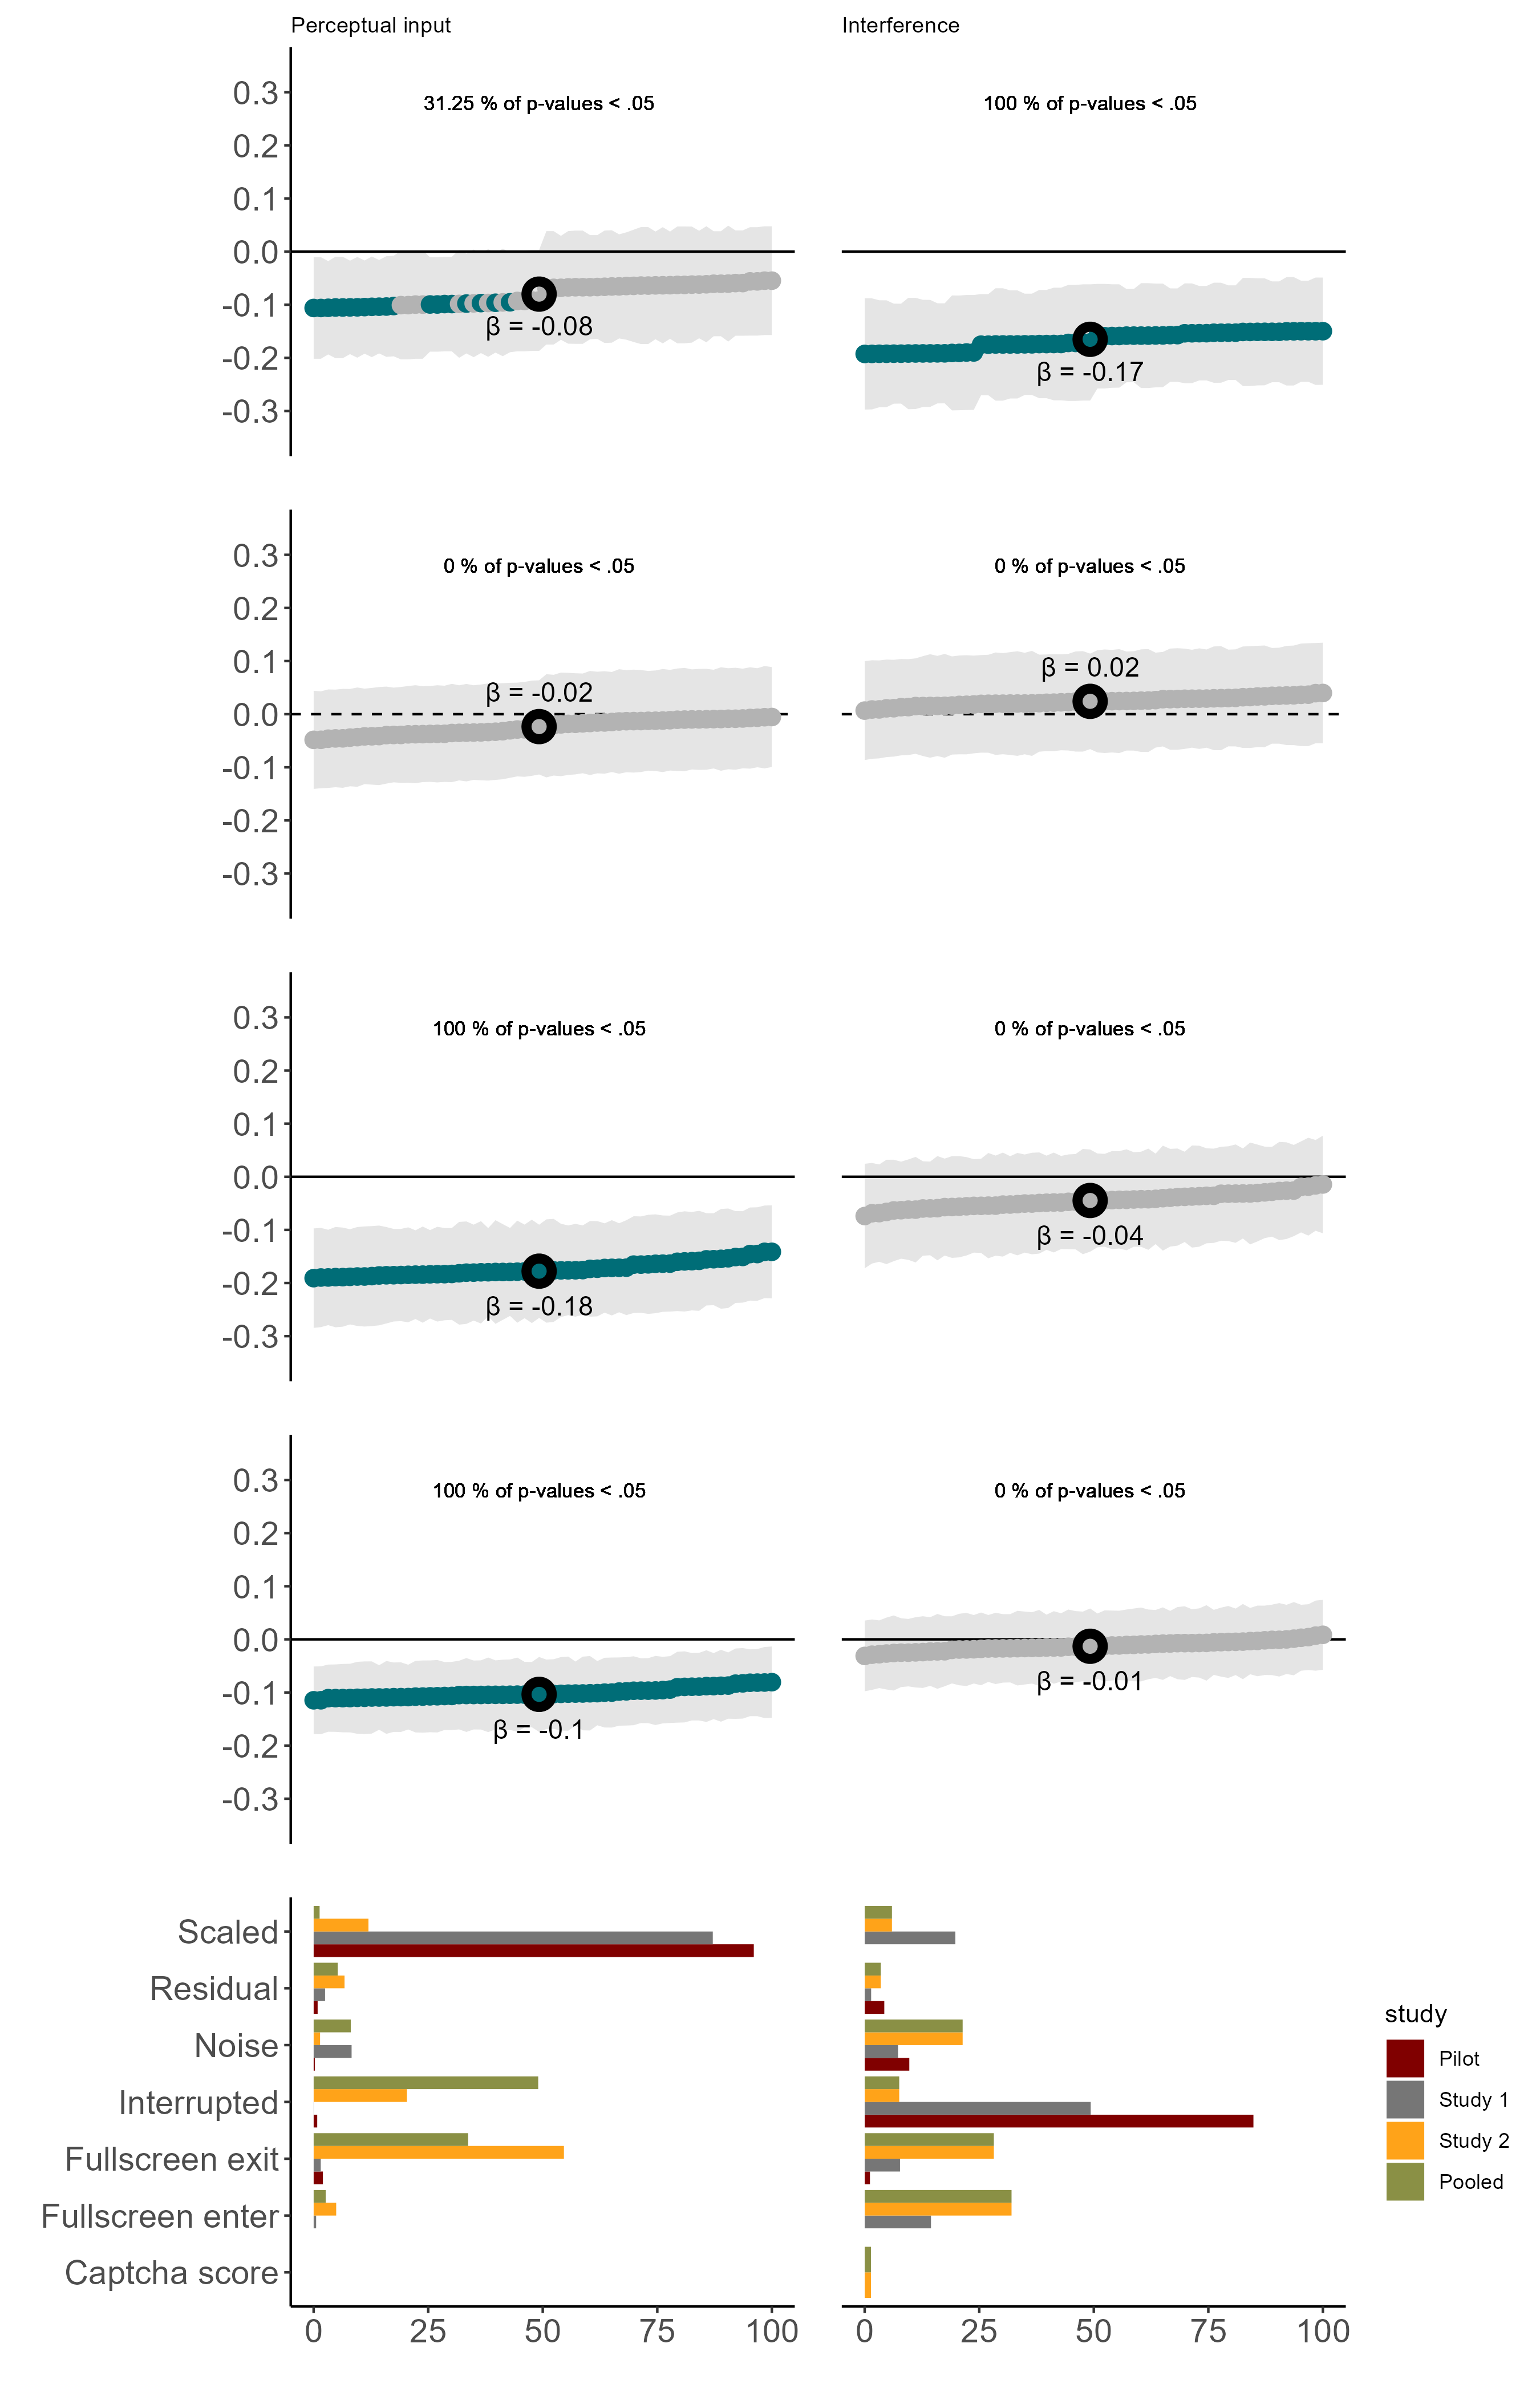 Perceptual input
Interference
0.3
0.2
0.1
0.0
-0.1
-0.2
-0.3
31.25 % of p-values < .05
β = -0.08
100 % of p-values < .05
β = -0.17
0.3
0.2
0.1
0.0
-0.1
-0.2
-0.3
0 % of p-values < .05
β = -0.02
0 % of p-values < .05
β = 0.02
0.3
0.2
0.1
0.0
-0.1
-0.2
-0.3
100 % of p-values < .05
β = -0.18
0 % of p-values < .05
β = -0.04
0.3
0.2
0.1
0.0
-0.1
-0.2
-0.3
100 % of p-values < .05
β = -0.1
0 % of p-values < .05
β = -0.01
Scaled
Residual
Noise
Interrupted
Fullscreen exit
Fullscreen enter
Captcha score
0 25 50 75 100
0 25 50 75 100
study
Pilot
Study 1
Study 2
Pooled